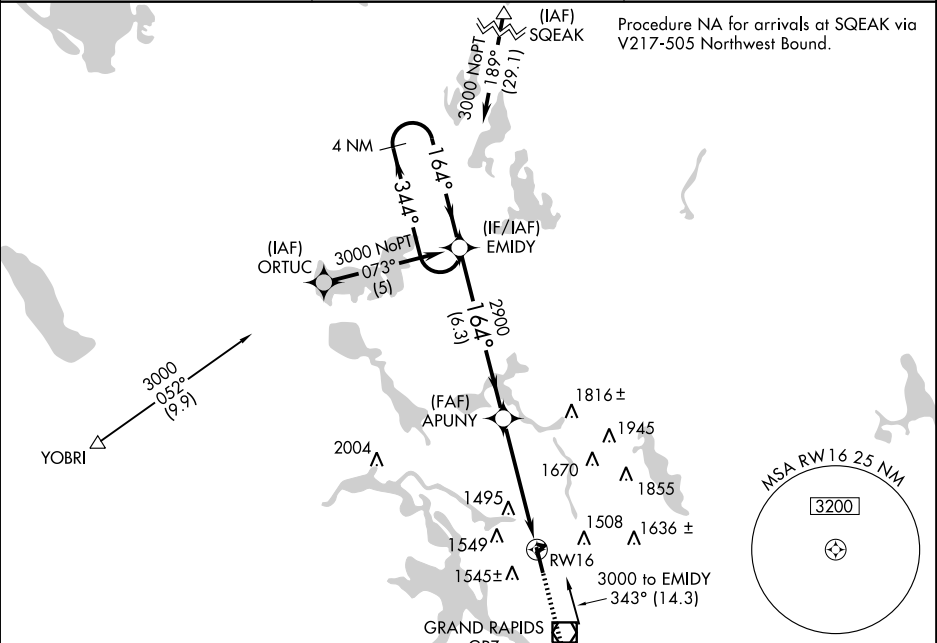 (IAF)
SQEAK
Procedure NA for arrivals at SQEAK via
V217-505 Northwest Bound.
3000 NoPT
189°
(29.1)
4 NM
164°
344°
(IF/IAF)
EMIDY
(IAF)
ORTUC
3000 NoPT
073°
(5)
2900
164°
(6.3)
3000
052°
(9.9)
YOBRI
(FAF)
APUNY
1816 ±
1945
2004
1670
1855
1495
1508
1636 ±
1549
RW16
1545±
3000 to EMIDY
343° (14.3)
GRAND RAPIDS
MSA RW16 25 NM
3200